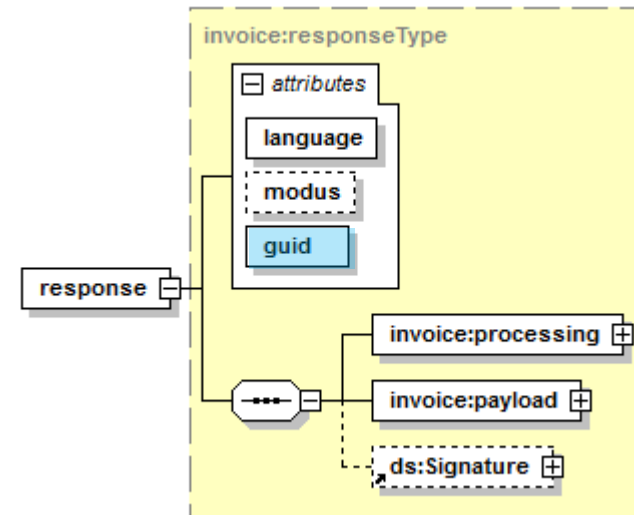 invoice:responseType
attributes
language
modus
guid
response
invoice:processing
invoice:payload
ds:Signature